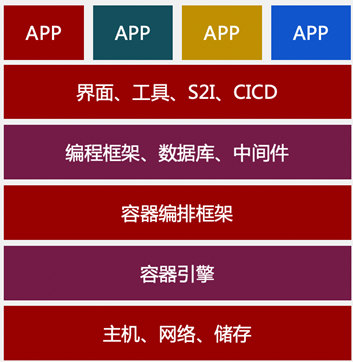 APP APP APP APP
界面、工具、S2I、CICD
编程框架、数据库、中间件
容器编排框架
容器引擎
主机、网络、储存